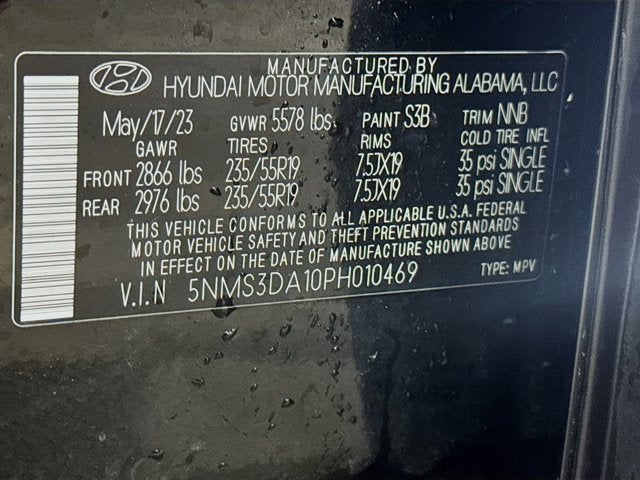 MANUFACTURED BY
HYUNDAI MOTOR MANUFACTURING ALABAMA, LLC
May/17/23 GVWR 5578 lbs PAINT S3B TRIM NNB
GAWR TIRES RIMS COLD TIRE INFL
FRONT 2866 lbs 235/55R19 7.5JX19 35 psi SINGLE
REAR 2976 lbs 235/55R19 7.5JX19 35 psi SINGLE
THIS VEHICLE CONFORMS TO ALL APPLICABLE U.S.A. FEDERAL
MOTOR VEHICLE SAFETY AND THEFT PREVENTION STANDARDS
IN EFFECT ON THE DATE OF MANUFACTURE SHOWN ABOVE
V.I.N 5NMS3DA10PH010469 TYPE: MPV